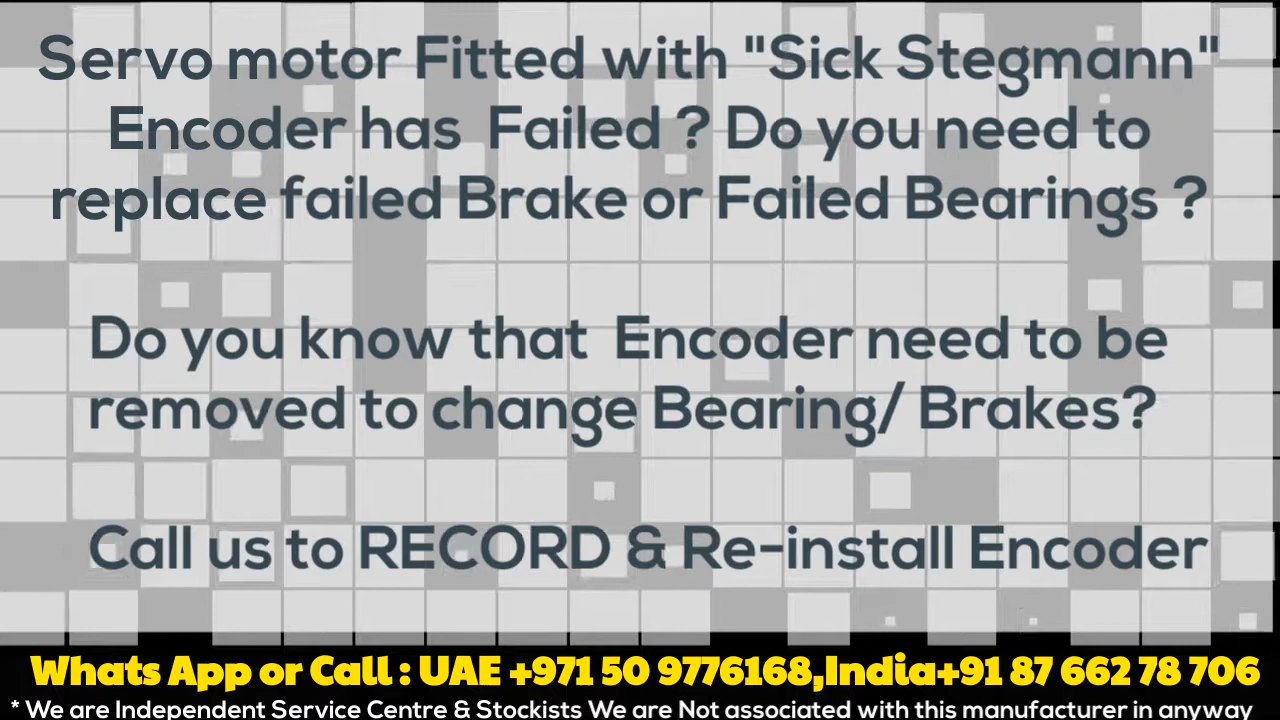 Servo motor Fitted with "Sick Stegmann"
Encoder has Failed ? Do you need to
replace failed Brake or Failed Bearings ?
Do you know that Encoder need to be
removed to change Bearing/ Brakes?
Call us to RECORD & Re-install Encoder
Whats App or Call : UAE +971 50 9776168,India+91 87 662 78 706
* We are Independent Service Centre & Stockists We are Not associated with this manufacturer in anyway